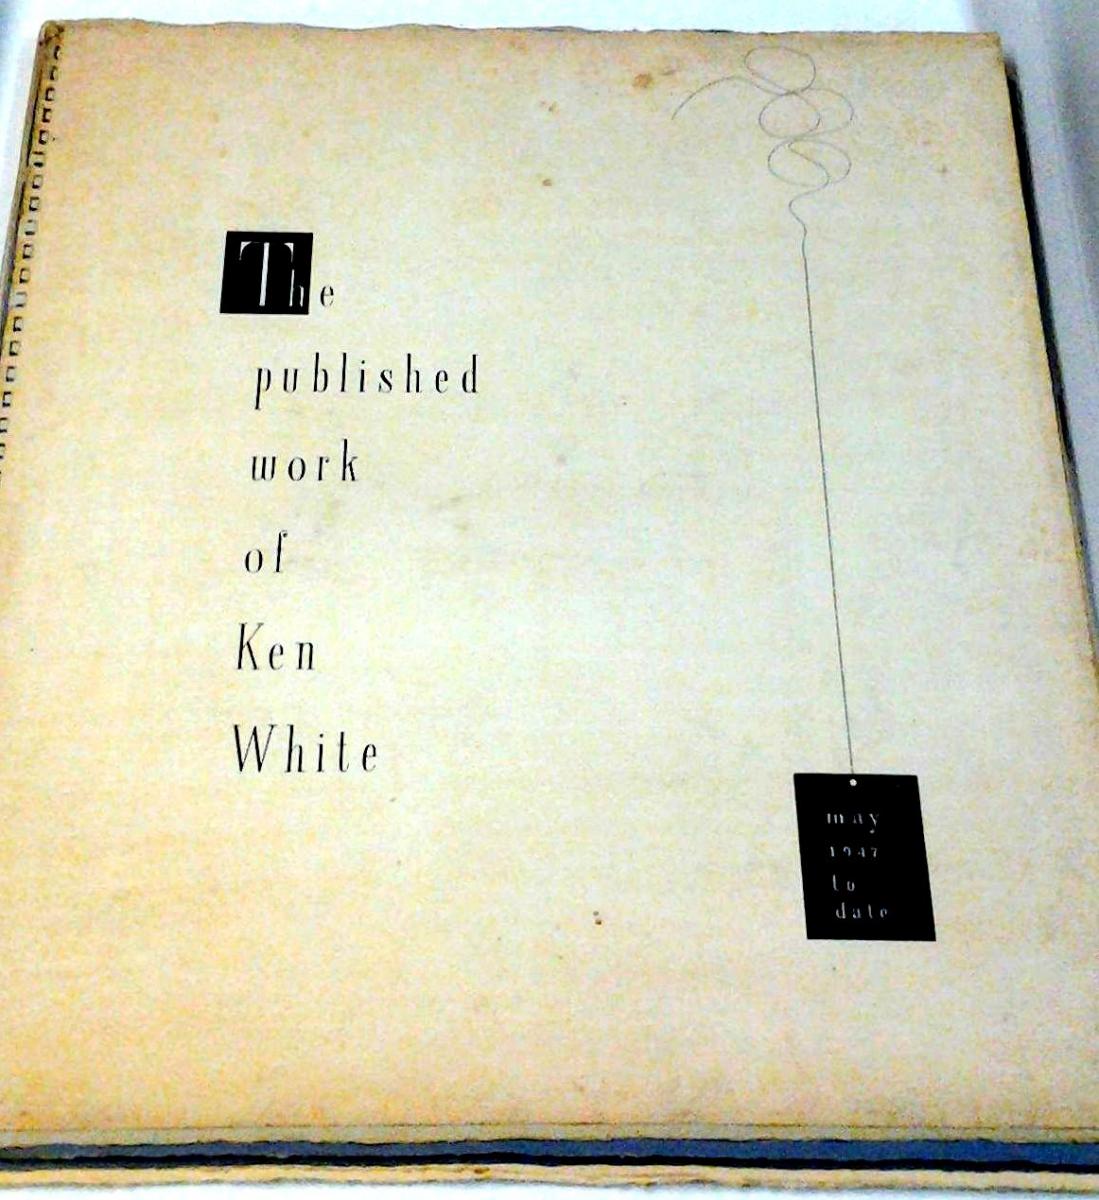 The
published
work
of
Ken
White
may
1947
to
date